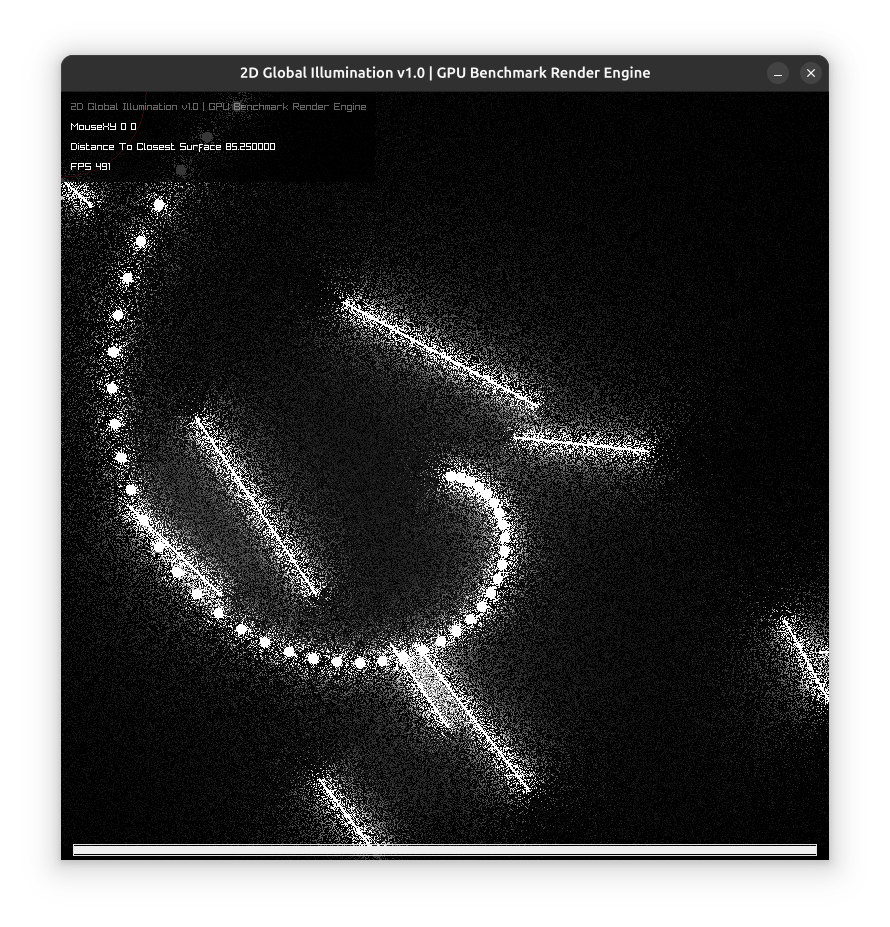 2D Global Illumination v1.0 | GPU Benchmark Render Engine
2D Global Illumination v1.0 | GPU Benchmark Render Engine
MouseXY 0 0
Distance To Closest Surface 85.250000
FPS 491